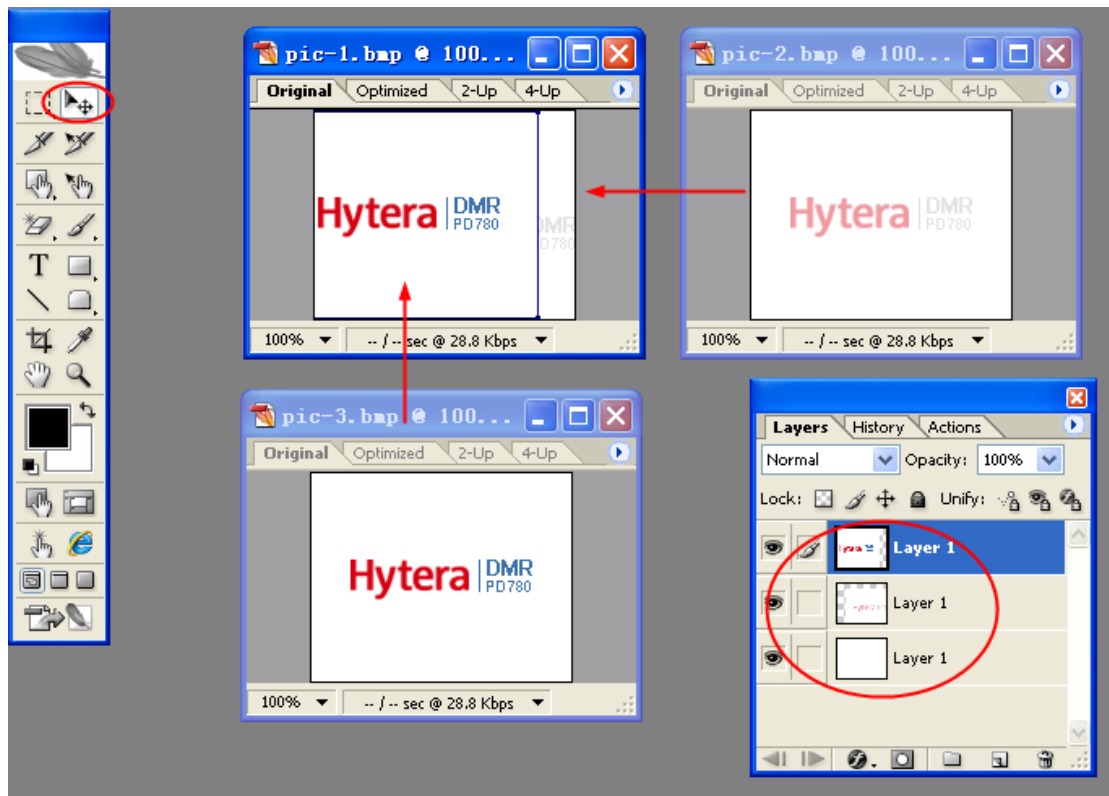 pic-1.bmp @ 100...
Original Optimized 2-Up 4-Up
Hytera DMR
PD780
DMR
D780
100% -- / -- sec @ 28.8 Kbps
pic-2.bmp @ 100...
Original Optimized 2-Up 4-Up
Hytera DMR
PD780
100% -- / -- sec @ 28.8 Kbps
T
pic-3.bmp @ 100...
Original Optimized 2-Up 4-Up
Hytera DMR
PD780
100% -- / -- sec @ 28.8 Kbps
Layers History Actions
Normal Opacity: 100%
Lock: Unify:
Layer 1
Layer 1
Layer 1